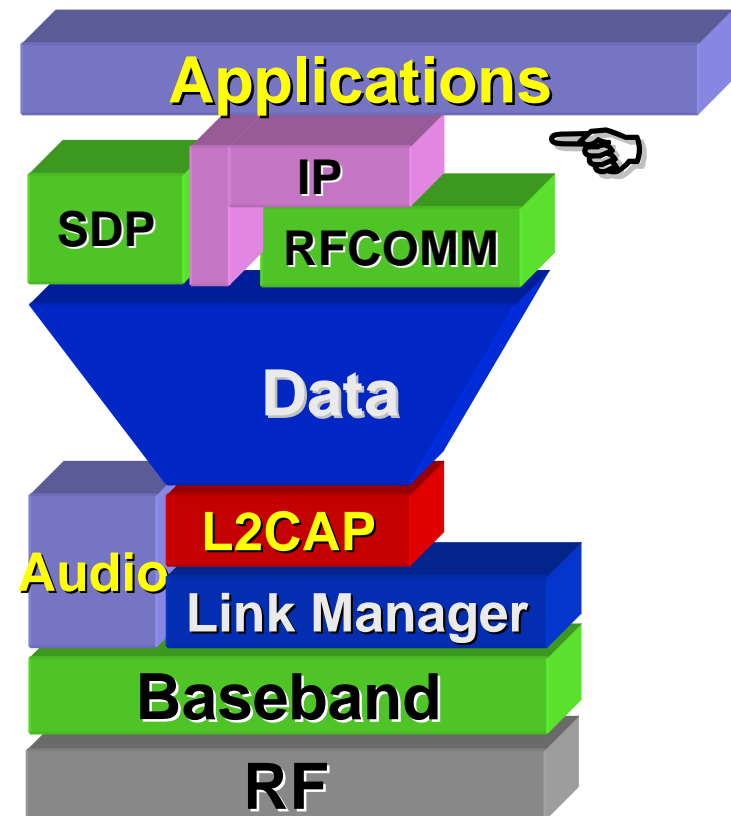 Applications
IP
SDP
RFCOMM
Data
L2CAP
Audio
Link Manager
Baseband
RF